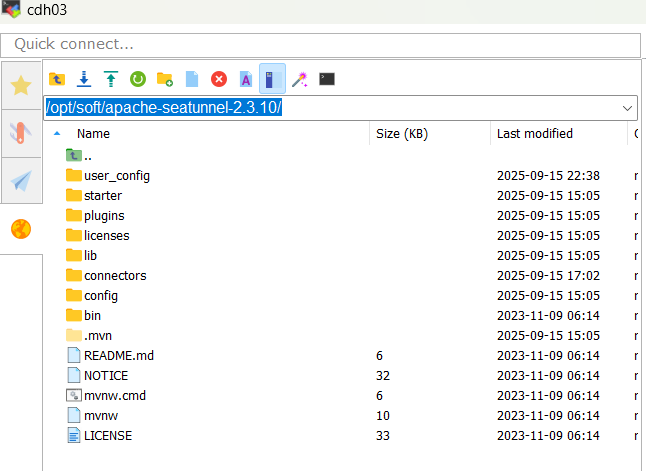 cdh03
Quick connect...
/opt/soft/apache-seatunnel-2.3.10/
Name Size (KB) Last modified
..
user_config 2025-09-15 22:38
starter 2025-09-15 15:05
plugins 2025-09-15 15:05
licenses 2025-09-15 15:05
lib 2025-09-15 15:05
connectors 2025-09-15 17:02
config 2025-09-15 15:05
bin 2023-11-09 06:14
.mvn 2025-09-15 15:05
README.md 6 2023-11-09 06:14
NOTICE 32 2023-11-09 06:14
mvnw.cmd 6 2023-11-09 06:14
mvnw 10 2023-11-09 06:14
LICENSE 33 2023-11-09 06:14